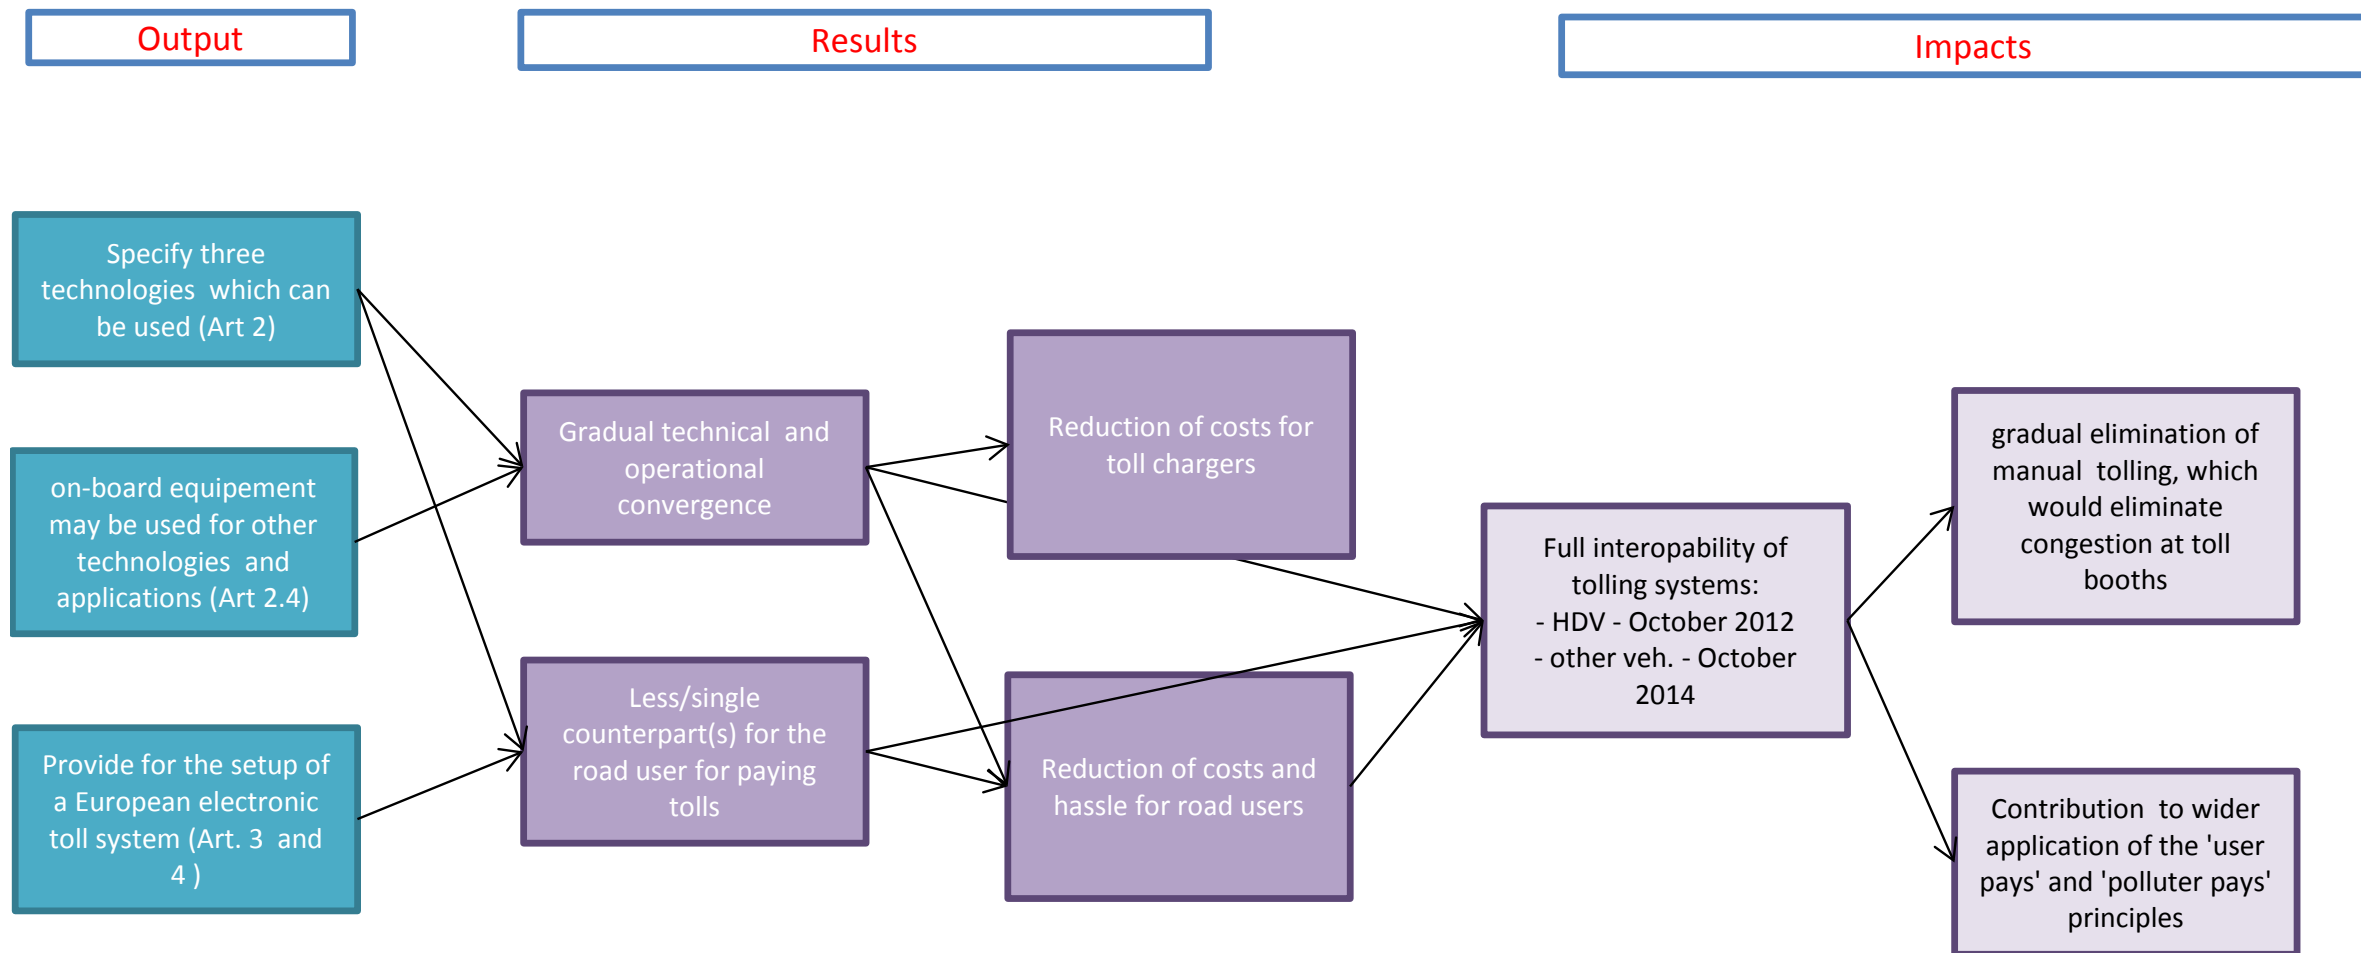 Output
Results
Impacts
Specify three
technologies which can
be used (Art 2)
on-board equipement
may be used for other
technologies and
applications (Art 2.4)
Provide for the setup of
a European electronic
toll system (Art. 3 and
4 )
Gradual technical and
operational
convergence
Less/single
counterpart(s) for the
road user for paying
tolls
Reduction of costs for
toll chargers
Reduction of costs and
hassle for road users
Full interopability of
tolling systems:
- HDV - October 2012
- other veh. - October
2014
gradual elimination of
manual tolling, which
would eliminate
congestion at toll
booths
Contribution to wider
application of the 'user
pays' and 'polluter pays'
principles